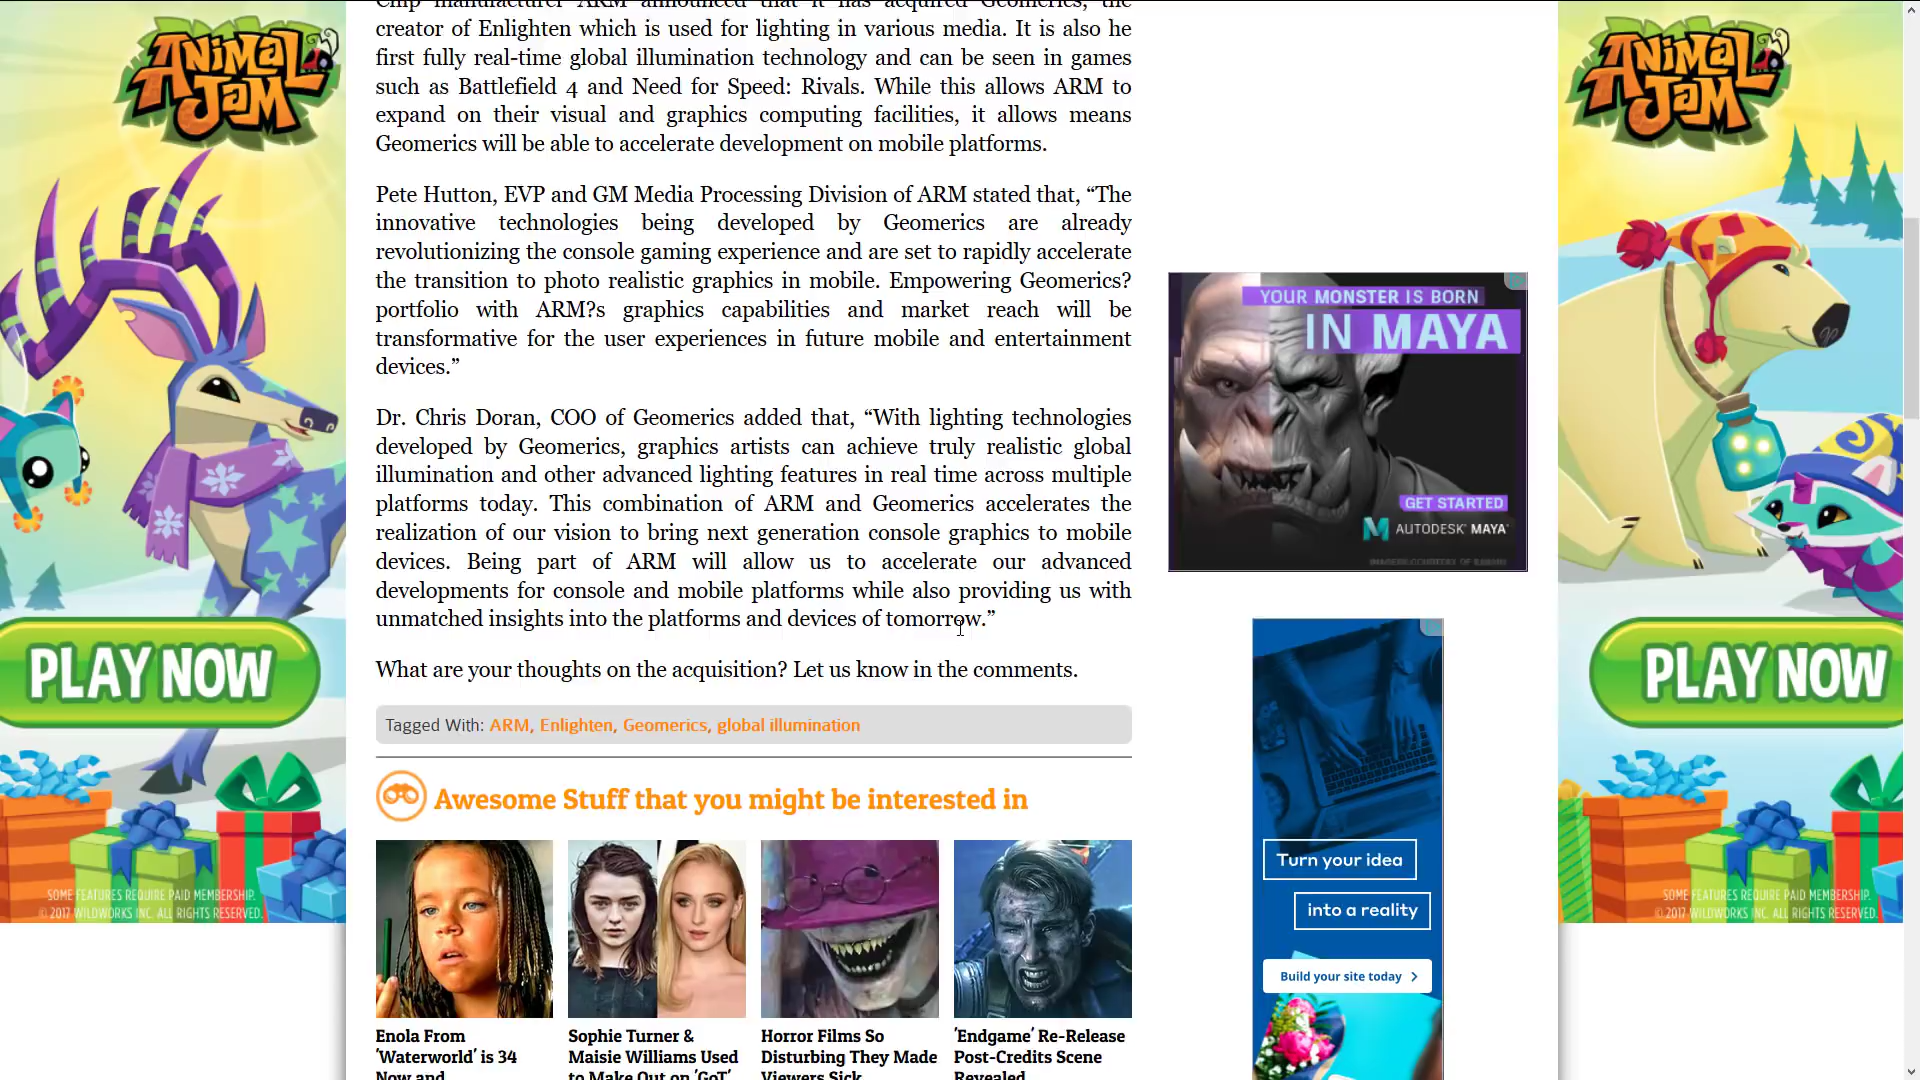 Chip manufacturer ARM announced that it has acquired Geomerics, the
creator of Enlighten which is used for lighting in various media. It is also he
first fully real-time global illumination technology and can be seen in games
such as Battlefield 4 and Need for Speed: Rivals. While this allows ARM to
expand on their visual and graphics computing facilities, it allows means
Geomerics will be able to accelerate development on mobile platforms.
Pete Hutton, EVP and GM Media Processing Division of ARM stated that, “The
innovative technologies being developed by Geomerics are already
revolutionizing the console gaming experience and are set to rapidly accelerate
the transition to photo realistic graphics in mobile. Empowering Geomerics?
portfolio with ARM?s graphics capabilities and market reach will be
transformative for the user experiences in future mobile and entertainment
devices.”
Dr. Chris Doran, COO of Geomerics added that, “With lighting technologies
developed by Geomerics, graphics artists can achieve truly realistic global
illumination and other advanced lighting features in real time across multiple
platforms today. This combination of ARM and Geomerics accelerates the
realization of our vision to bring next generation console graphics to mobile
devices. Being part of ARM will allow us to accelerate our advanced
developments for console and mobile platforms while also providing us with
unmatched insights into the platforms and devices of tomorrow.”
What are your thoughts on the acquisition? Let us know in the comments.
Tagged With: ARM, Enlighten, Geomerics, global illumination
Awesome Stuff that you might be interested in
Enola From
'Waterworld' is 34
Now and
Sophie Turner &
Maisie Williams Used
to Make Out on 'GoT'
Horror Films So
Disturbing They Made
Viewers Sick
'Endgame' Re-Release
Post-Credits Scene
Revealed
ANIMAL
JAM
PLAY NOW
SOME FEATURES REQUIRE PAID MEMBERSHIP.
© 2017 WILDWORKS INC. ALL RIGHTS RESERVED.
YOUR MONSTER IS BORN
IN MAYA
GET STARTED
AUTODESK® MAYA®
Turn your idea
into a reality
Build your site today
ANIMAL
JAM
PLAY NOW
SOME FEATURES REQUIRE PAID MEMBERSHIP.
© 2017 WILDWORKS INC. ALL RIGHTS RESERVED.